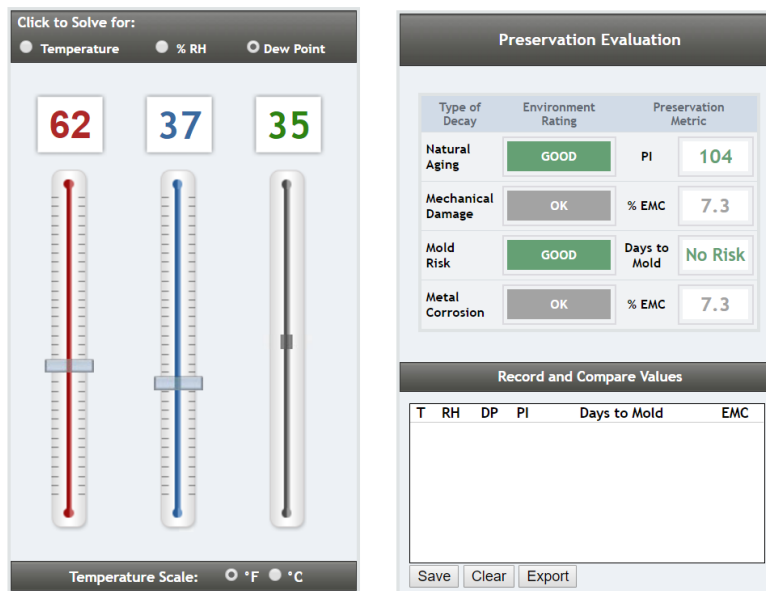 Click to Solve for:
Temperature % RH Dew Point
62 37 35
Temperature Scale: °F °C
Preservation Evaluation
Type of Decay Environment Rating Preservation Metric
Natural Aging GOOD PI 104
Mechanical Damage OK % EMC 7.3
Mold Risk GOOD Days to Mold No Risk
Metal Corrosion OK % EMC 7.3
Record and Compare Values
T RH DP PI Days to Mold EMC
Save Clear Export